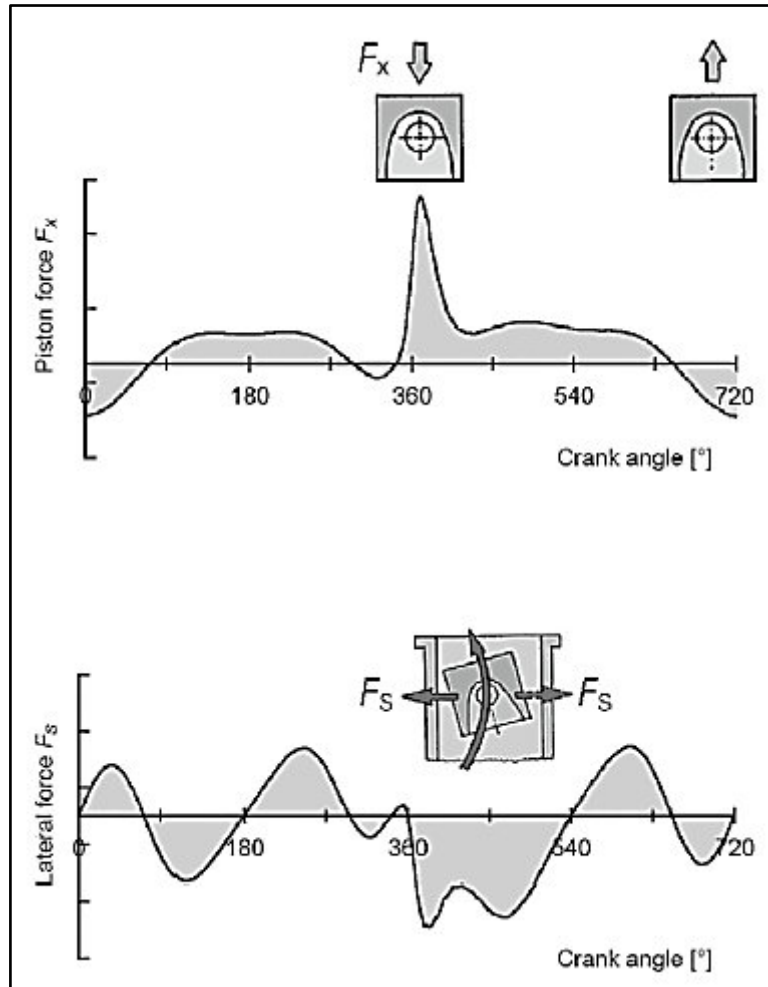 Fx
Piston force Fx
0 180 360 540 720
Crank angle [°]
FS FS
Lateral force FS
0 180 360 540 720
Crank angle [°]